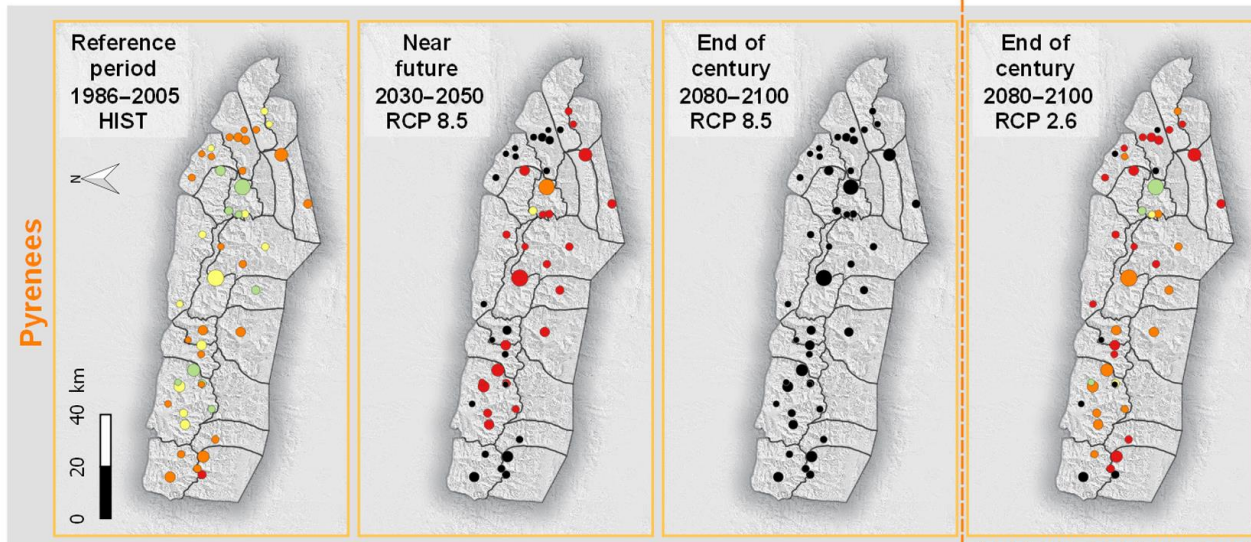 Pyrenees
Reference
period
1986–2005
HIST
Near
future
2030–2050
RCP 8.5
End of
century
2080–2100
RCP 8.5
End of
century
2080–2100
RCP 2.6
N
0 20 40 km